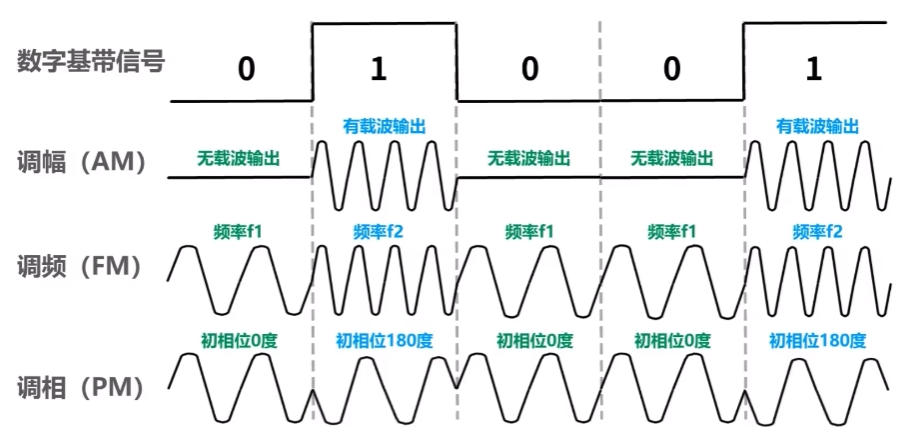 数字基带信号 0 1 0 0 1
有载波输出 有载波输出
调幅（AM） 无载波输出 无载波输出 无载波输出
频率f1 频率f2 频率f1 频率f1 频率f2
调频（FM）
初相位0度 初相位180度 初相位0度 初相位0度 初相位180度
调相（PM）